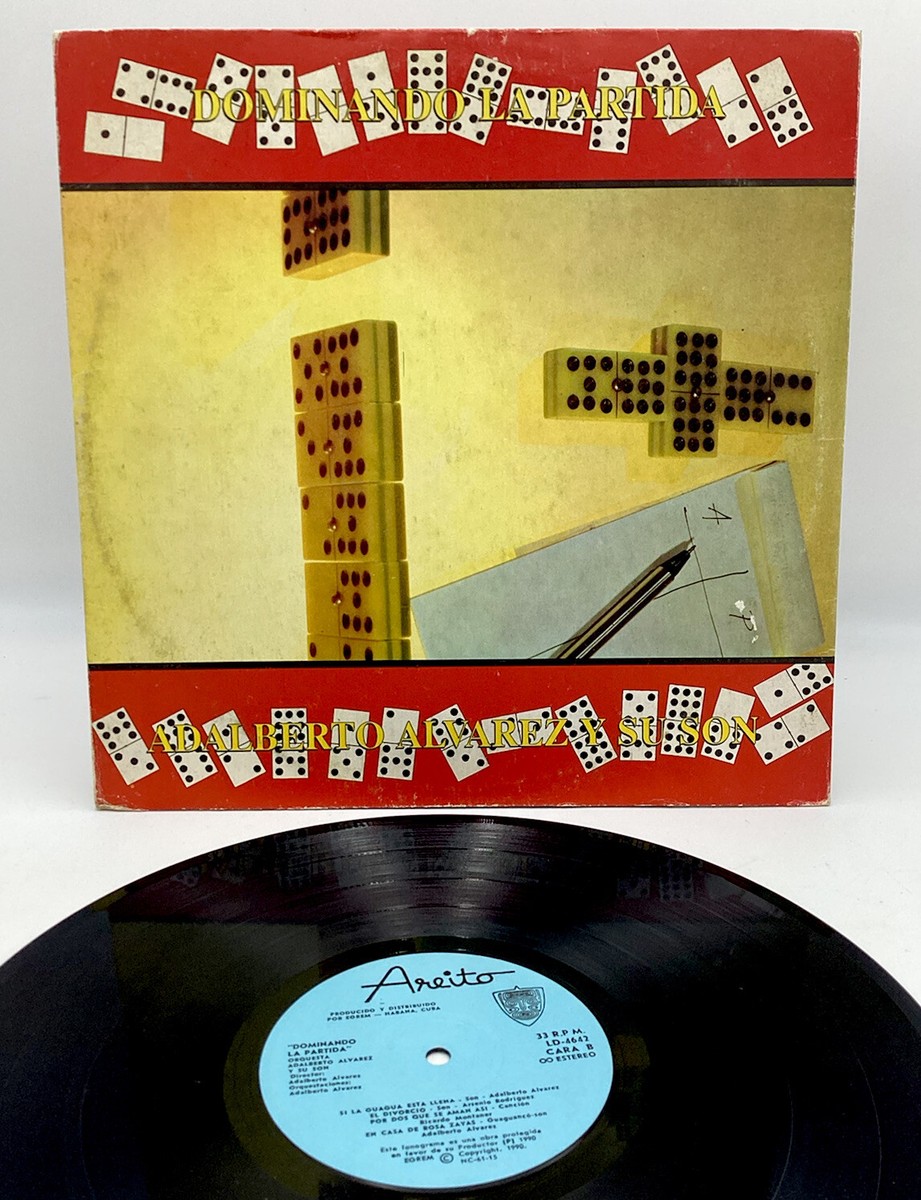 DOMINANDO LA PARTIDA
A
P
ADALBERTO ALVAREZ Y SU SON
Areito
PRODUCIDO Y DISTRIBUIDO
POR EGREM — HABANA, CUBA
"DOMINANDO
LA PARTIDA"
ORQUESTA
ADALBERTO ALVAREZ
Y SU SON
Director:
Adalberto Alvarez
Orquestaciones:
Adalberto Alvarez
33 R.P.M.
LD-4642
CARA B
ESTEREO
SI LA GUAGUA ESTA LLENA - Son - Adalberto Alvarez
EL DIVORCIO - Son - Arsenio Rodríguez
POR DOS QUE SE AMAN ASI - Canción
Ricardo Montaner
EN CASA DE ROSA ZAYAS - Guaguancó-son
Adalberto Alvarez
Este fonograma es una obra protegida
en favor de su Productor (P) 1990
EGREM © Copyright, 1990.
NC-61-15